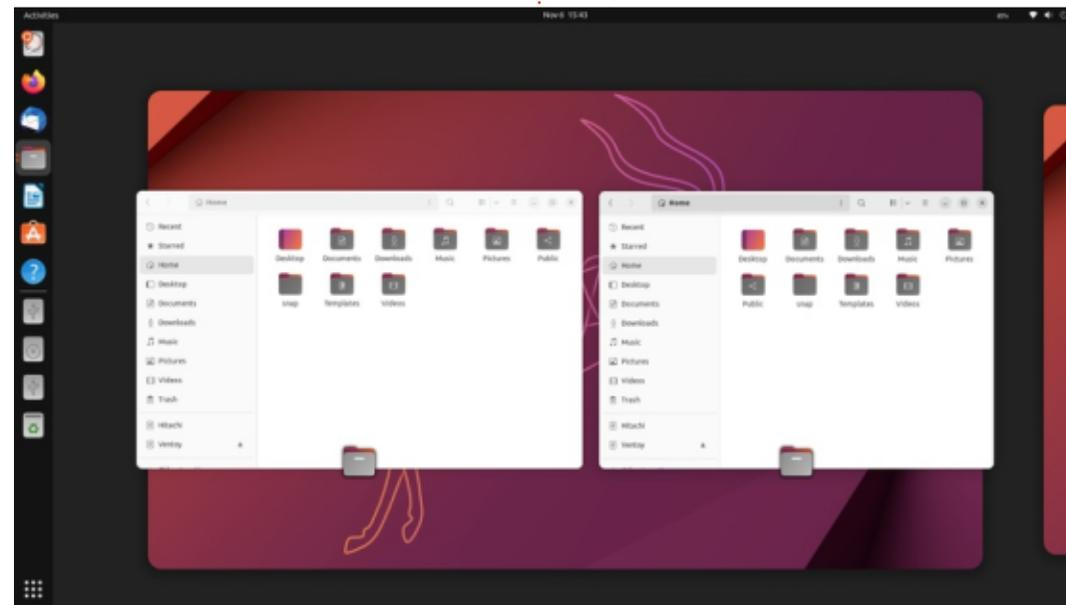 Activities Nov 6 15:43
Home
Recent
Starred
Home
Desktop
Documents
Downloads
Music
Pictures
Videos
Trash
Hitachi
Ventoy
Desktop Documents Downloads Music Pictures Public
snap Templates Videos
Home
Recent
Starred
Home
Desktop
Documents
Downloads
Music
Pictures
Videos
Trash
Hitachi
Ventoy
Desktop Documents Downloads Music Pictures
Public snap Templates Videos